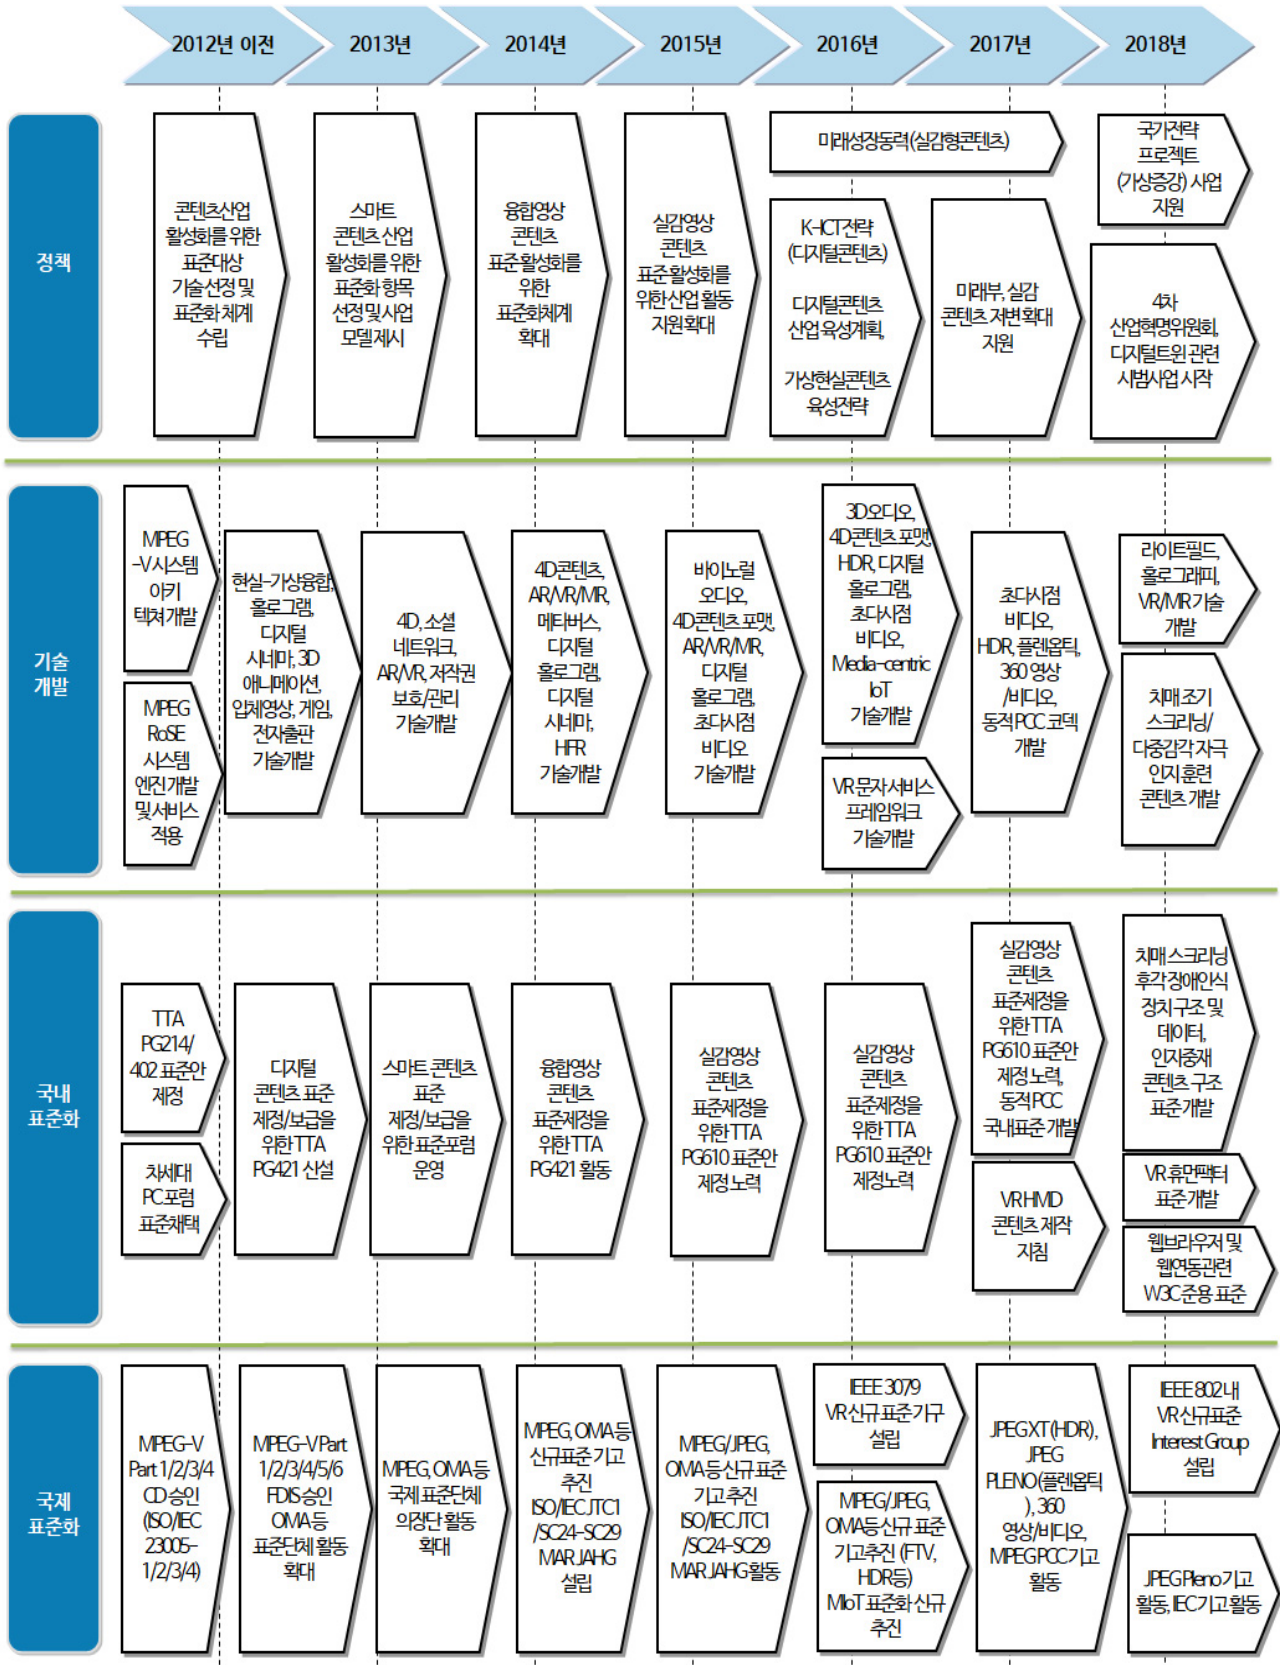 2012년 이전
2013년
2014년
2015년
2016년
2017년
2018년
정책
콘텐츠산업
활성화를 위한
표준대상
기술 선정 및
표준화 체계
수립
스마트
콘텐츠 산업
활성화를 위한
표준화 항목
선정 및 사업
모델 제시
융합영상
콘텐츠
표준 활성화를
위한
표준화체계
확대
실감영상
콘텐츠
표준 활성화를
위한 산업 활동
지원 확대
미래성장동력 (실감형콘텐츠)
K-ICT 전략
(디지털콘텐츠)
디지털콘텐츠
산업 육성계획,
가상현실콘텐츠
육성전략
미래부, 실감
콘텐츠 저변 확대
지원
국가전략
프로젝트
(가상증강) 사업
지원
4차
산업혁명위원회,
디지털트윈 관련
시범사업 시작
기술
개발
MPEG
-V 시스템
아키
텍쳐 개발
MPEG
RoSE
시스템
엔진 개발
및 서비스
적용
현실-가상융합,
홀로그램,
디지털
시네마, 3D
애니메이션,
입체영상, 게임,
전자출판
기술개발
4D, 소셜
네트워크,
AR/VR, 저작권
보호/관리
기술개발
4D콘텐츠,
AR/VR/MR,
메타버스,
디지털
홀로그램,
디지털
시네마,
HFR
기술개발
바이노럴
오디오,
4D콘텐츠 포맷,
AR/VR/MR,
디지털
홀로그램,
초다시점
비디오
기술개발
3D오디오,
4D콘텐츠 포맷,
HDR, 디지털
홀로그램,
초다시점
비디오,
Media-centric
IoT
기술개발
VR 문자 서비스
프레임워크
기술개발
초다시점
비디오,
HDR, 플렌옵틱,
360 영상
/비디오,
동적 PCC 코덱
개발
라이트필드,
홀로그래피,
VR/MR 기술
개발
치매 조기
스크리닝/
다중감각 자극
인지 훈련
콘텐츠 개발
국내
표준화
TTA
PG214/
402 표준안
제정
차세대
PC포럼
표준채택
디지털
콘텐츠 표준
제정/보급을
위한 TTA
PG421 신설
스마트 콘텐츠
표준
제정/보급을
위한 표준포럼
운영
융합영상
콘텐츠
표준제정을
위한 TTA
PG421 활동
실감영상
콘텐츠
표준제정을
위한 TTA
PG610 표준안
제정 노력
실감영상
콘텐츠
표준제정을
위한 TTA
PG610 표준안
제정노력
실감영상
콘텐츠
표준제정을
위한 TTA
PG610 표준안
제정 노력,
동적 PCC
국내표준 개발
VR HMD
콘텐츠 제작
지침
치매 스크리닝
후각 장애인식
장치 구조 및
데이터,
인지중재
콘텐츠 구조
표준 개발
VR 휴먼팩터
표준 개발
웹브라우저 및
웹연동관련
W3C 준용 표준
국제
표준화
MPEG-V
Part 1/2/3/4
CD 승인
(ISO/IEC
23005-
1/2/3/4)
MPEG-V Part
1/2/3/4/5/6
FDIS 승인
OMA 등
표준단체 활동
확대
MPEG, OMA 등
국제 표준단체
의장단 활동
확대
MPEG, OMA 등
신규표준 기고
추진
ISO/IEC JTC1
/SC24-SC29
MAR JAHG
설립
MPEG/JPEG,
OMA 등 신규 표준
기고 추진
ISO/IEC JTC1
/SC24-SC29
MAR JAHG 활동
IEEE 3079
VR 신규 표준 기구
설립
MPEG/JPEG,
OMA 등 신규 표준
기고추진 (FTV,
HDR 등)
MIoT 표준화 신규
추진
JPEG XT (HDR),
JPEG
PLENO (플렌옵틱
), 360
영상/비디오,
MPEG PCC 기고
활동
IEEE 802 내
VR 신규표준
Interest Group
설립
JPEG Pleno 기고
활동, IEC 기고 활동